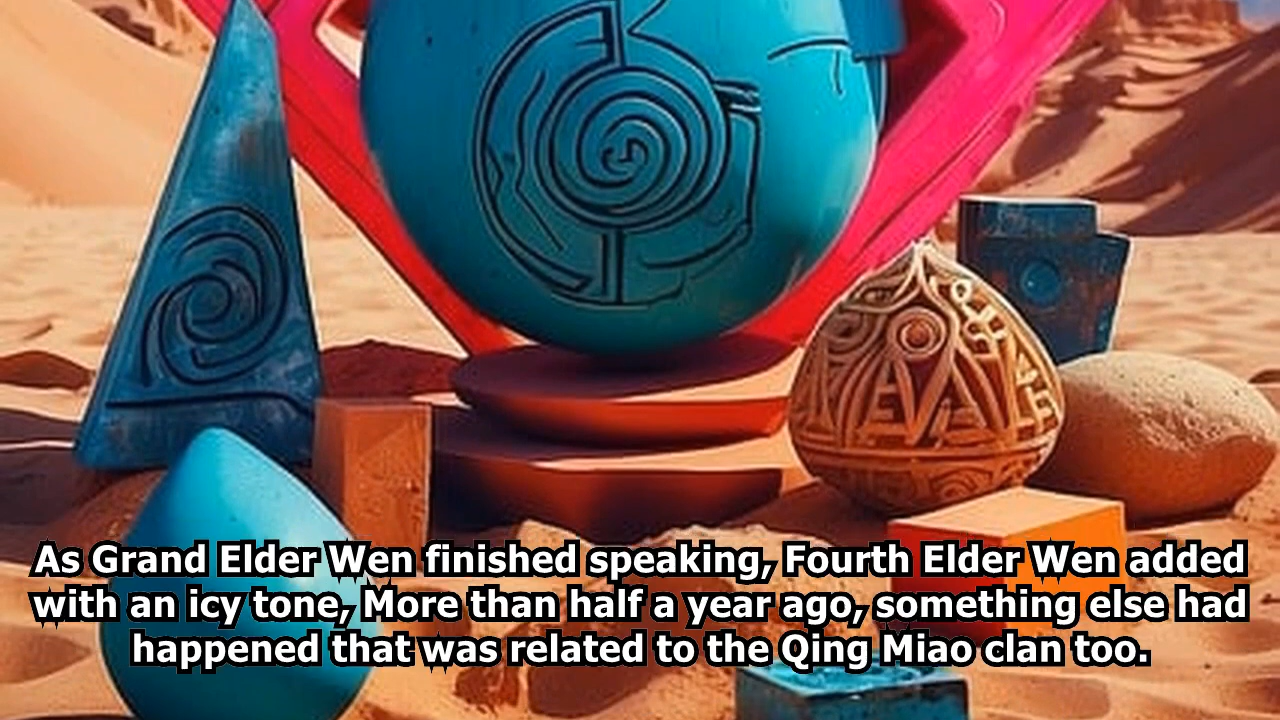 As Grand Elder Wen finished speaking, Fourth Elder Wen added
with an icy tone, More than half a year ago, something else had
happened that was related to the Qing Miao clan too.